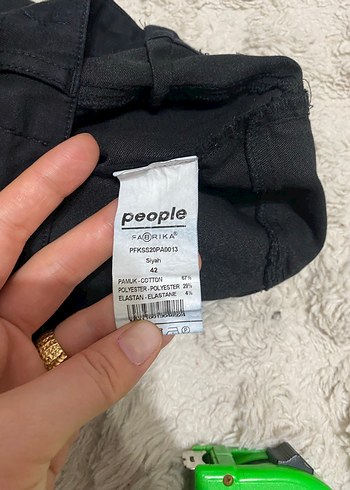 people
FABRIKA®
PFKSS20PA0013
Siyah
42
PAMUK - COTTON 67%
POLYESTER - POLYESTER 29%
ELASTAN - ELASTANE 4%